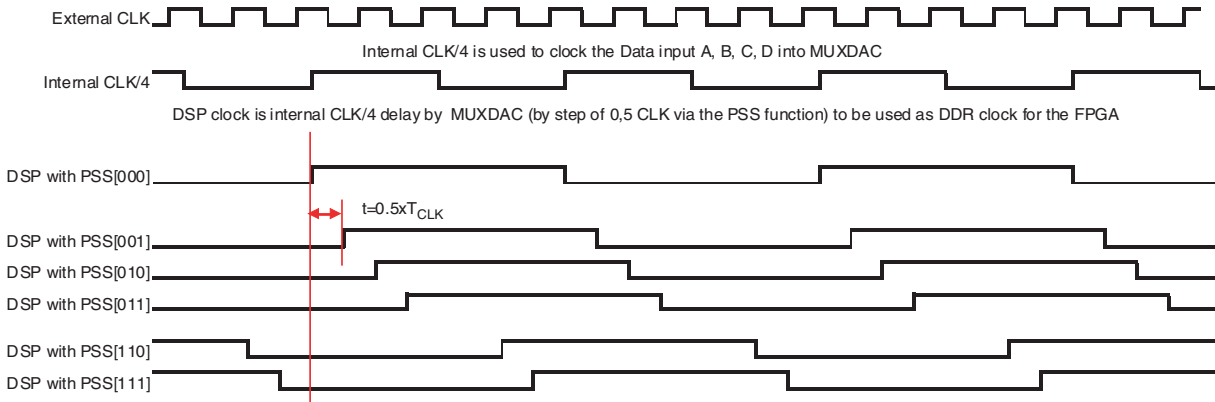 External CLK
Internal CLK/4 is used to clock the Data input A, B, C, D into MUXDAC
Internal CLK/4
DSP clock is internal CLK/4 delay by MUXDAC (by step of 0,5 CLK via the PSS function) to be used as DDR clock for the FPGA
DSP with PSS[000]
t=0.5xTCLK
DSP with PSS[001]
DSP with PSS[010]
DSP with PSS[011]
DSP with PSS[110]
DSP with PSS[111]